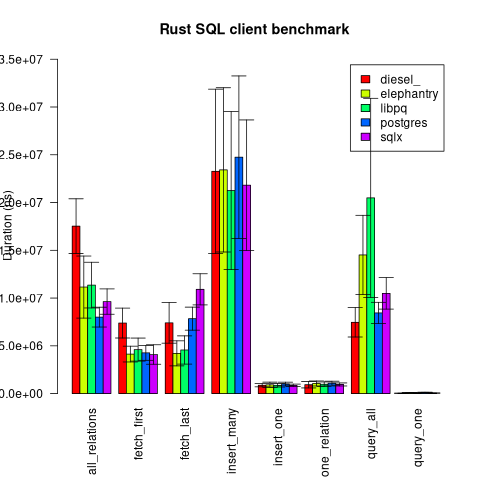 Rust SQL client benchmark
3.5e+07
3.0e+07
2.5e+07
2.0e+07
1.5e+07
1.0e+07
5.0e+06
0.0e+00
Duration (ns)
diesel_
elephantry
libpq
postgres
sqlx
all_relations
fetch_first
fetch_last
insert_many
insert_one
one_relation
query_all
query_one